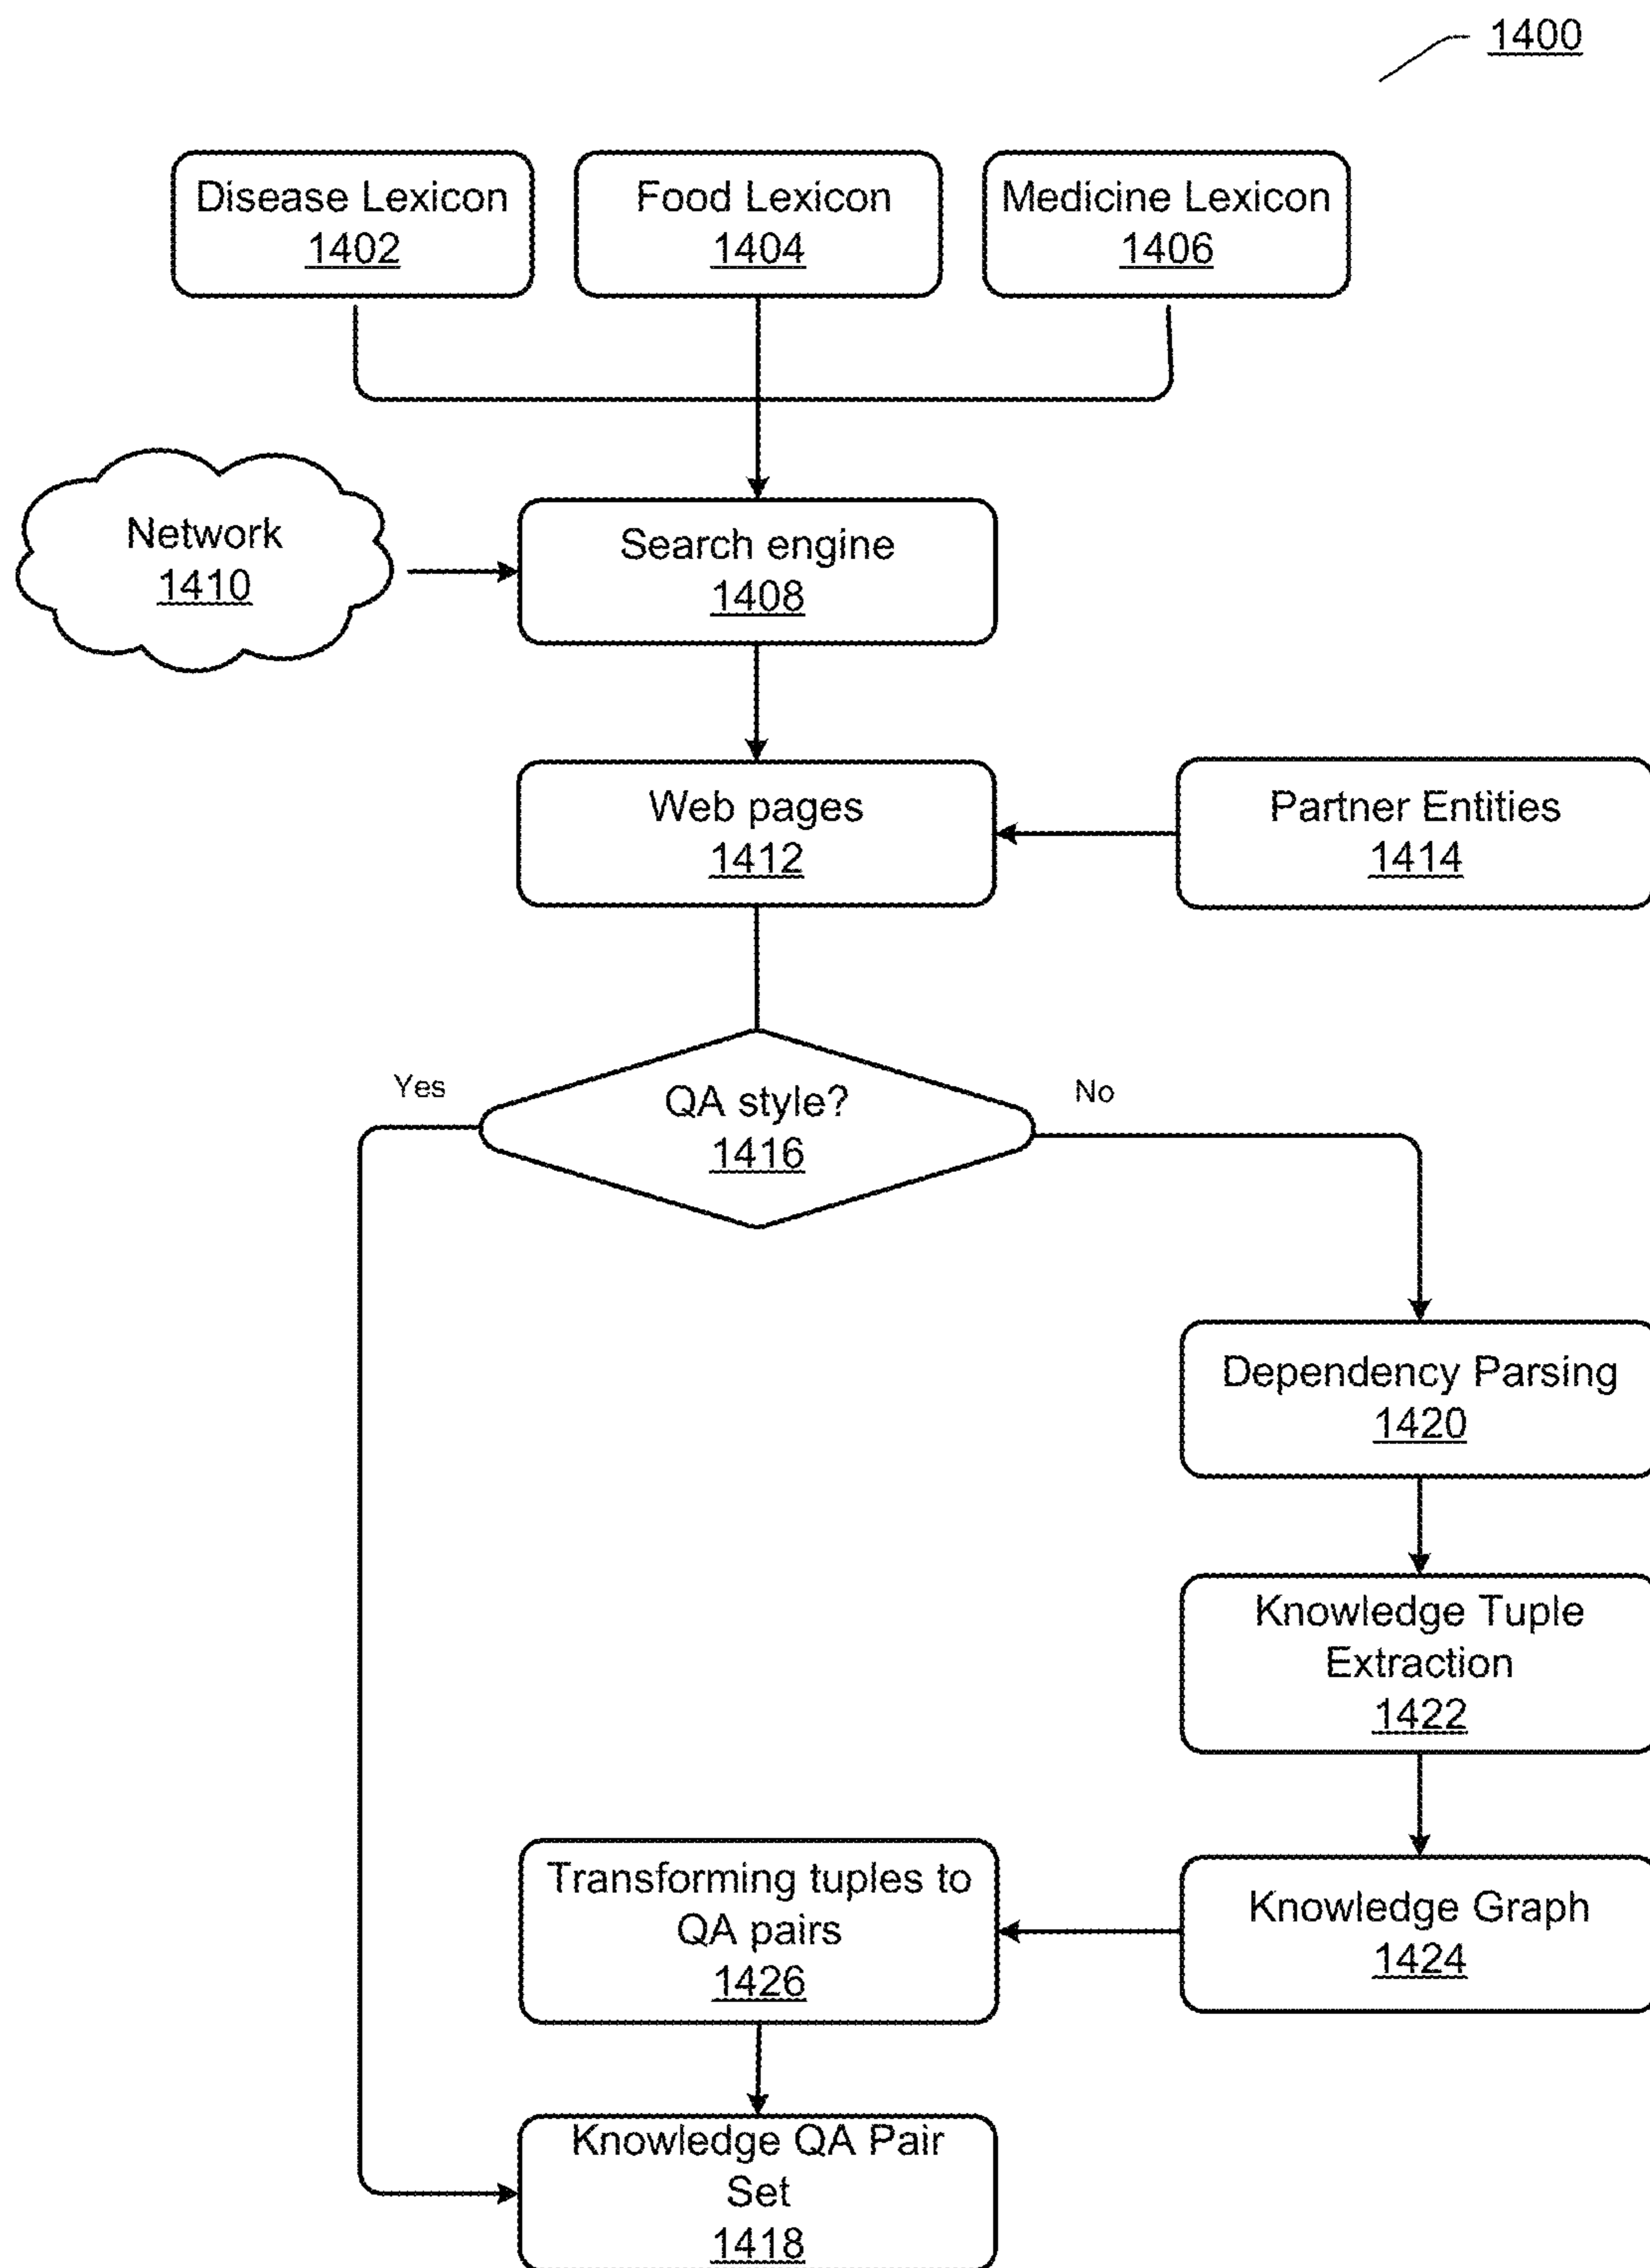 1400
Disease Lexicon
1402
Food Lexicon
1404
Medicine Lexicon
1406
Network
1410
Search engine
1408
Web pages
1412
Partner Entities
1414
Yes
QA style?
1416
No
Dependency Parsing
1420
Knowledge Tuple
Extraction
1422
Transforming tuples to
QA pairs
1426
Knowledge Graph
1424
Knowledge QA Pair
Set
1418